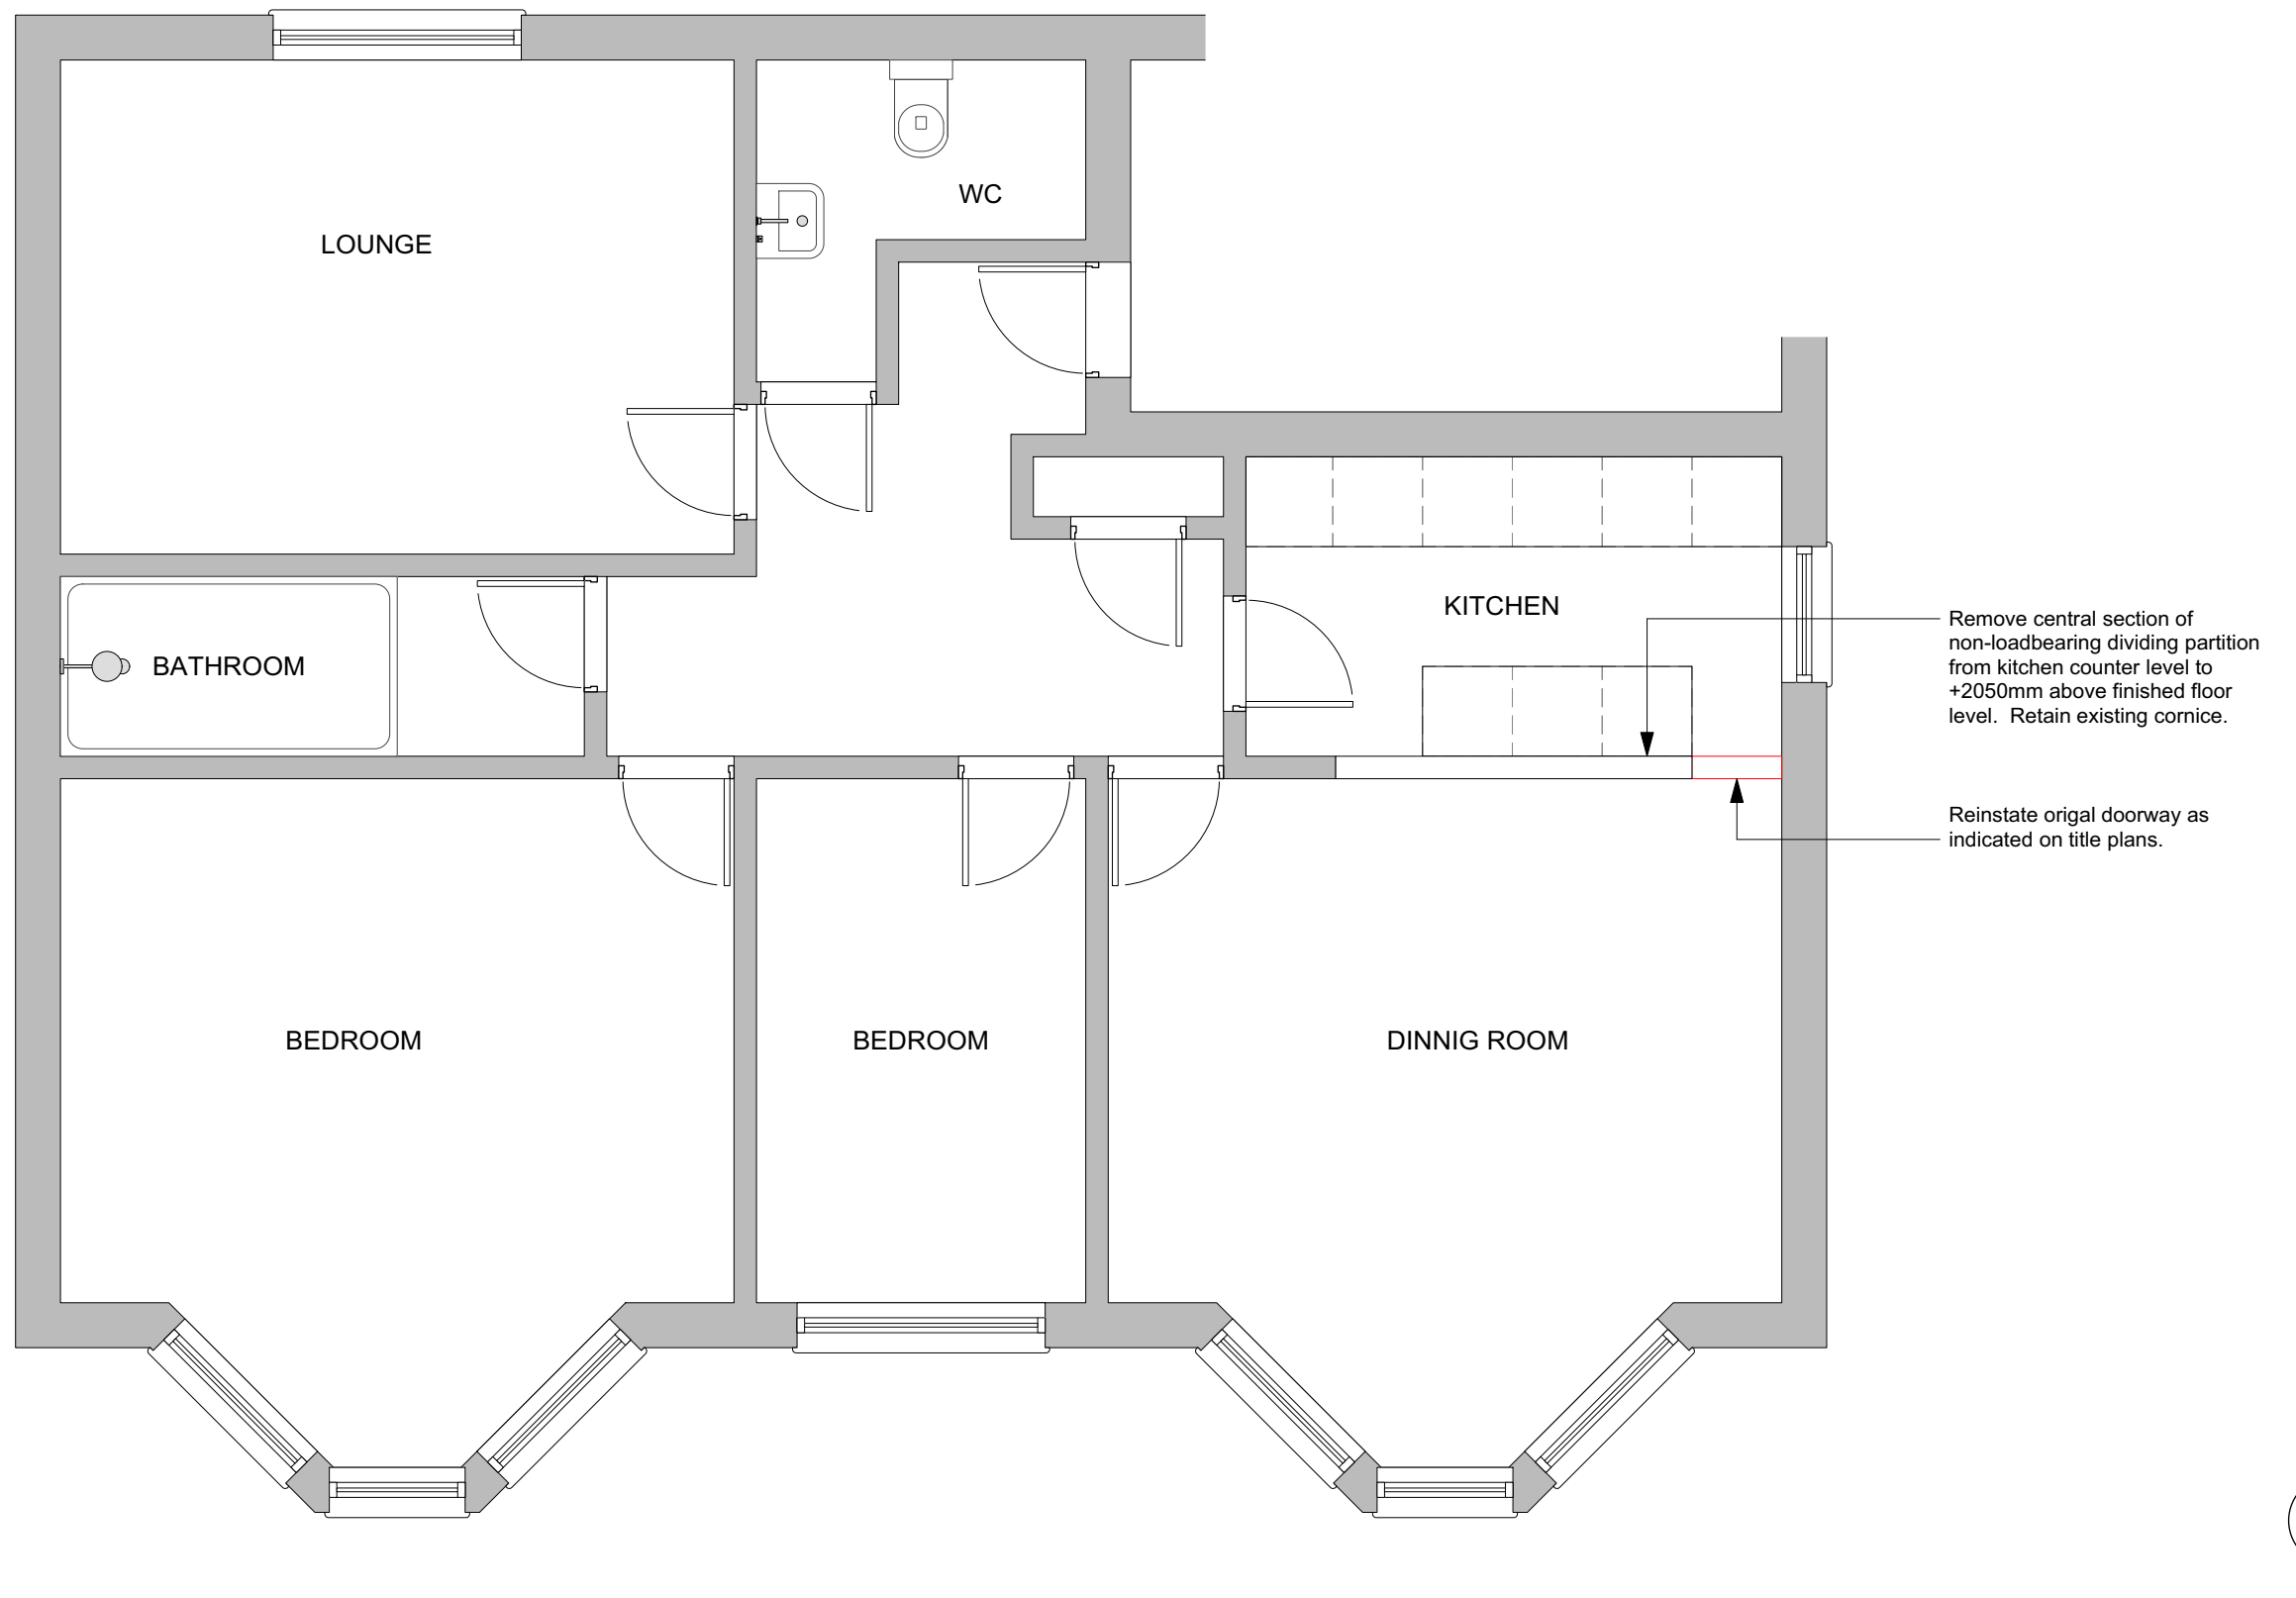 WC
LOUNGE
KITCHEN
Remove central section of
non-loadbearing dividing partition
from kitchen counter level to
+2050mm above finished floor
level.  Retain existing cornice.
BATHROOM
Reinstate origal doorway as
indicated on title plans.
BEDROOM
BEDROOM
DINNIG ROOM